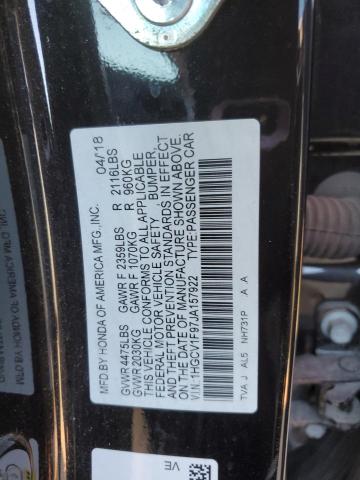 MFD BY HONDA OF AMERICA MFG., INC. 04/18
GVWR 4475LBS GAWR F 2359LBS R 2116LBS
GVWR 2030KG GAWR F 1070KG R 960KG
THIS VEHICLE CONFORMS TO ALL APPLICABLE
FEDERAL MOTOR VEHICLE SAFETY, BUMPER,
AND THEFT PREVENTION STANDARDS IN EFFECT
ON THE DATE OF MANUFACTURE SHOWN ABOVE.
V.I.N. 1HGCV1F97JA157922 TYPE:PASSENGER CAR
TVA J AL5 NH731P A A
VE